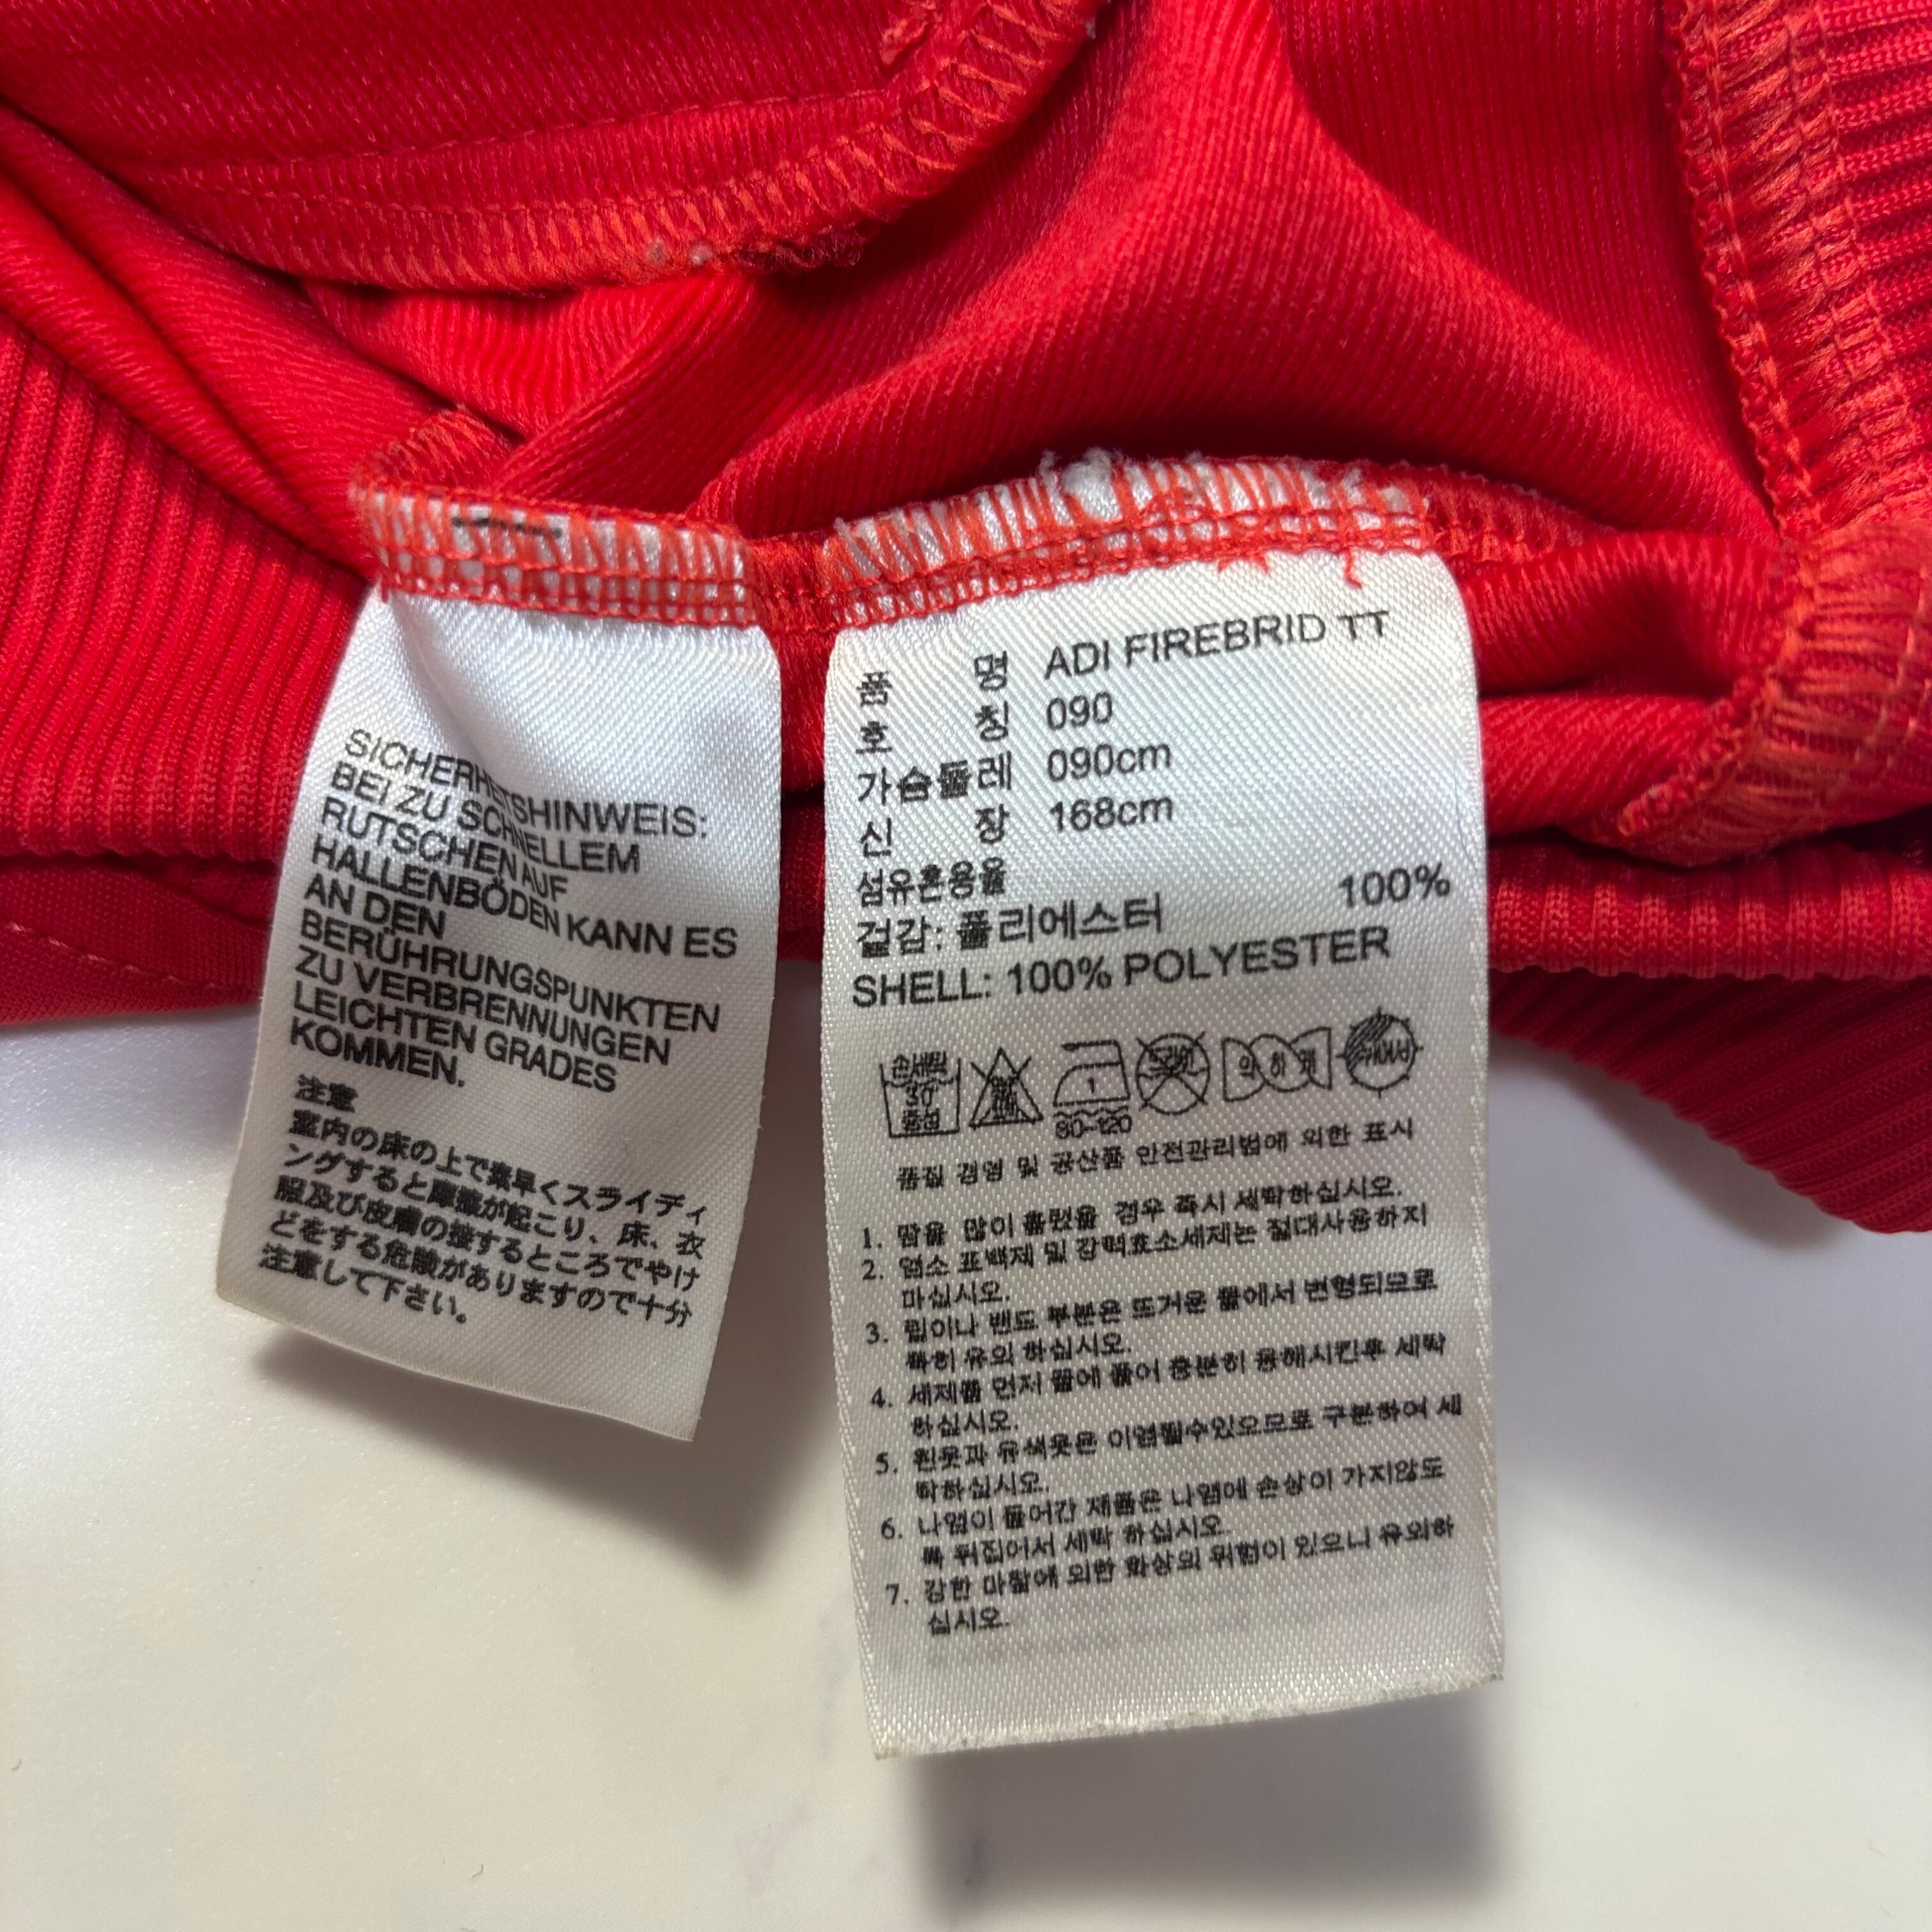 SICHERHEITSHINWEIS:
BEI ZU SCHNELLEM
RUTSCHEN AUF
HALLENBÖDEN KANN ES
AN DEN
BERÜHRUNGSPUNKTEN
ZU VERBRENNUNGEN
LEICHTEN GRADES
KOMMEN.
注意
室内の床の上で素早くスライディ
ングすると摩擦が起こり、床、衣
服及び皮膚の接するところでやけ
どをする危険がありますので十分
注意して下さい。
품 명 ADI FIREBRID TT
호 칭 090
가슴둘레 090cm
신 장 168cm
섬유혼용율
겉감: 폴리에스터 100%
SHELL: 100% POLYESTER
손세탁
30
중성
1
80-120
드라이
약하게
품질 경영 및 공산품 안전관리법에 의한 표시
1. 땀을 많이 흘렸을 경우 즉시 세탁하십시오.
2. 염소 표백제 및 강력효소세제는 절대사용하지
마십시오.
3. 립이나 밴드 부분은 뜨거운 물에서 변형되므로
특히 유의 하십시오.
4. 세제를 먼저 물에 풀어 충분히 용해시킨후 세탁
하십시오.
5. 흰옷과 유색옷은 이염될수있으므로 구분하여 세
탁하십시오.
6. 나염이 들어간 제품은 나염에 손상이 가지않도
록 뒤집어서 세탁 하십시오.
7. 강한 마찰에 의한 화상의 위험이 있으니 유의하
십시오.